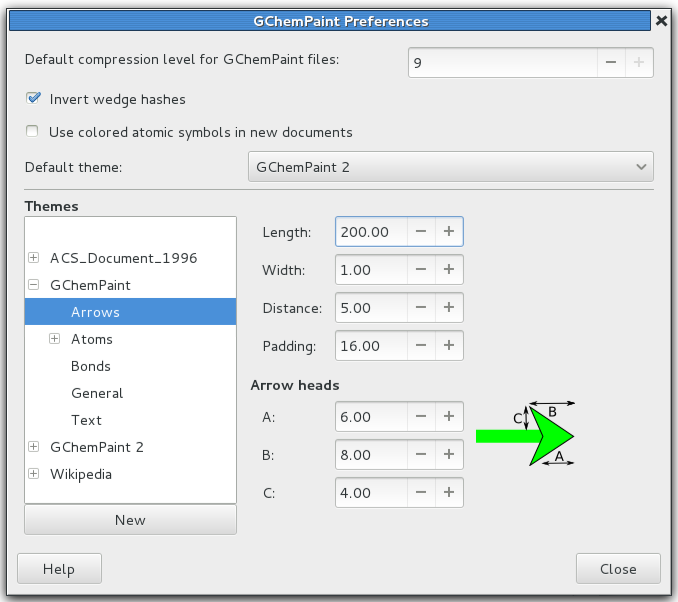 GChemPaint Preferences
Default compression level for GChemPaint files: 9
Invert wedge hashes
Use colored atomic symbols in new documents
Default theme: GChemPaint 2
Themes
ACS_Document_1996
GChemPaint
Arrows
Atoms
Bonds
General
Text
GChemPaint 2
Wikipedia
New
Length: 200.00
Width: 1.00
Distance: 5.00
Padding: 16.00
Arrow heads
A: 6.00
B: 8.00
C: 4.00
B
C
A
Help
Close